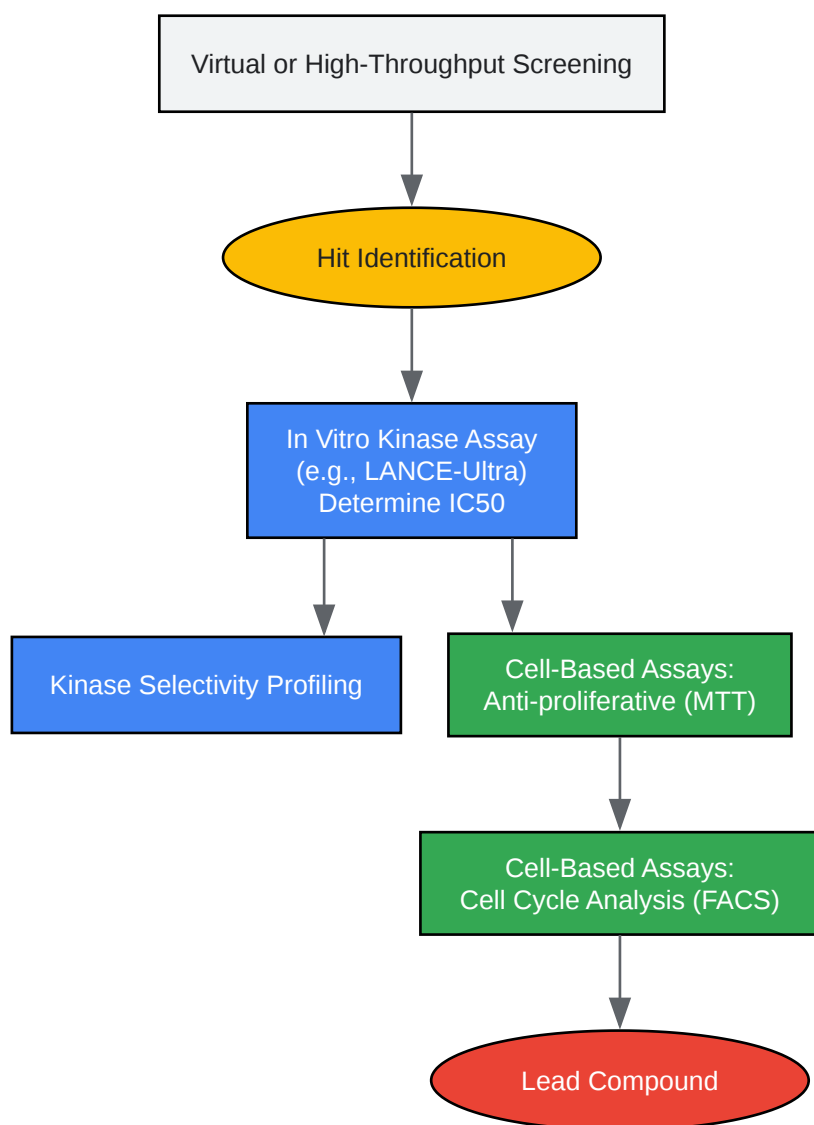 Virtual or High-Throughput Screening
Hit Identification
In Vitro Kinase Assay
(e.g., LANCE-Ultra)
Determine IC50
Kinase Selectivity Profiling
Cell-Based Assays:
Anti-proliferative (MTT)
Cell-Based Assays:
Cell Cycle Analysis (FACS)
Lead Compound